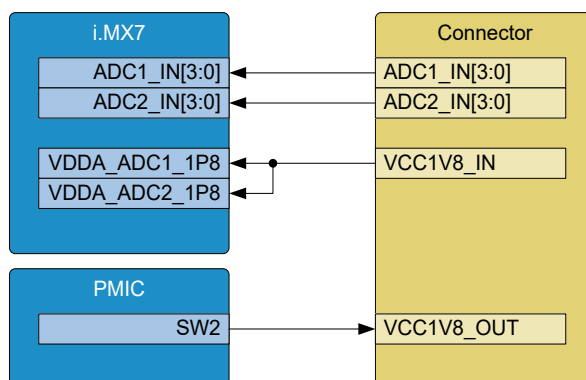 i.MX7
ADC1_IN[3:0]
ADC2_IN[3:0]
VDDA_ADC1_1P8
VDDA_ADC2_1P8
PMIC
SW2
Connector
ADC1_IN[3:0]
ADC2_IN[3:0]
VCC1V8_IN
VCC1V8_OUT